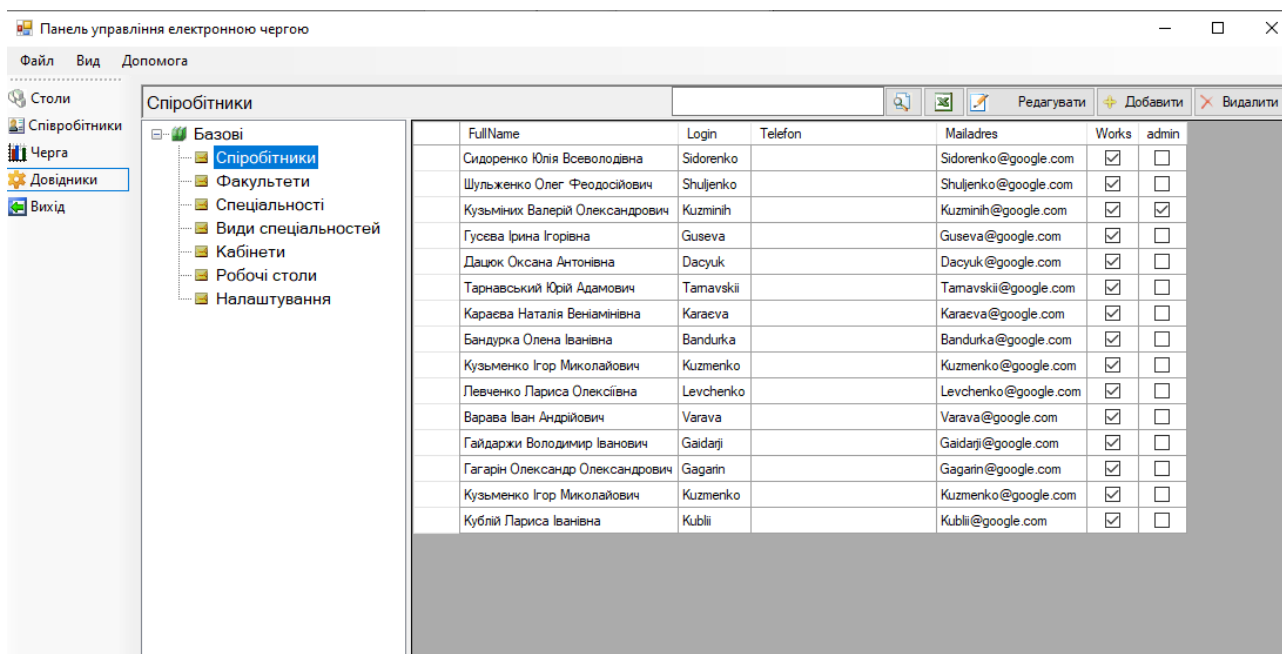 Панель управління електронною чергою
Файл Вид Допомога
Столи
Співробітники
Черга
Довідники
Вихід
Спіробітники
Редагувати Добавити Видалити
Базові
Спіробітники
Факультети
Спеціальності
Види спеціальностей
Кабінети
Робочі столи
Налаштування
FullName Login Telefon Mailadres Works admin
Сидоренко Юлія Всеволодівна Sidorenko Sidorenko@google.com
Шульженко Олег Феодосійович Shuljenko Shuljenko@google.com
Кузьміних Валерій Олександрович Kuzminih Kuzminih@google.com
Гусєва Ірина Ігорівна Guseva Guseva@google.com
Дацюк Оксана Антонівна Dacyuk Dacyuk@google.com
Тарнавський Юрій Адамович Tarnavskii Tarnavskii@google.com
Караєва Наталія Веніамінівна Karaєva Karaєva@google.com
Бандурка Олена Іванівна Bandurka Bandurka@google.com
Кузьменко Ігор Миколайович Kuzmenko Kuzmenko@google.com
Левченко Лариса Олексіївна Levchenko Levchenko@google.com
Варава Іван Андрійович Varava Varava@google.com
Гайдаржи Володимир Іванович Gaidarji Gaidarji@google.com
Гагарін Олександр Олександрович Gagarin Gagarin@google.com
Кузьменко Ігор Миколайович Kuzmenko Kuzmenko@google.com
Кублій Лариса Іванівна Kublii Kublii@google.com